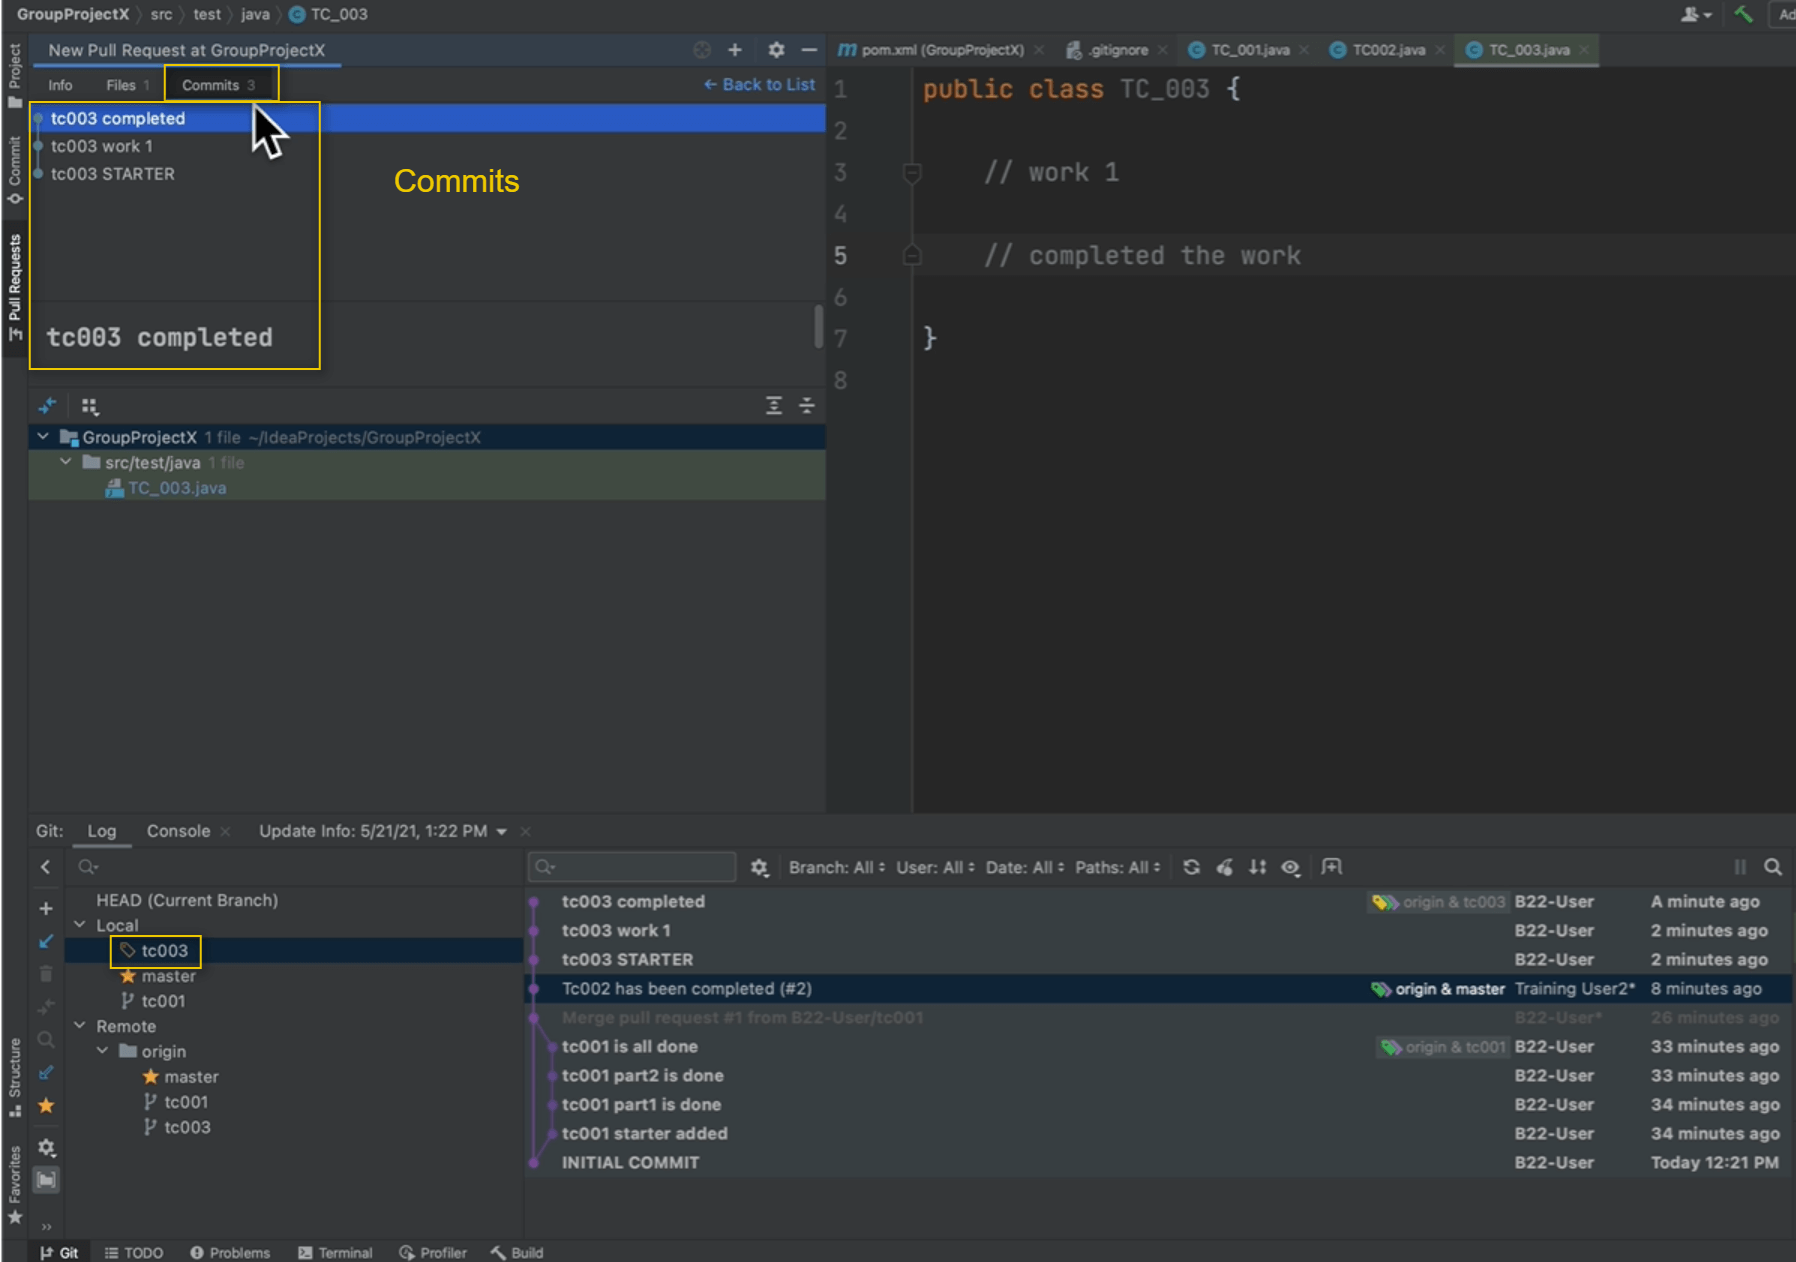 GroupProjectX src test java TC_003
Ad
New Pull Request at GroupProjectX
pom.xml (GroupProjectX) .gitignore TC_001.java TC002.java TC_003.java
Info Files 1 Commits 3 ← Back to List
tc003 completed
tc003 work 1
tc003 STARTER
Commits
tc003 completed
GroupProjectX 1 file ~/IdeaProjects/GroupProjectX
src/test/java 1 file
TC_003.java
1 public class TC_003 {
2
3 // work 1
4
5 // completed the work
6
7 }
8
Project
Commit
Pull Requests
Structure
Favorites
Git: Log Console Update Info: 5/21/21, 1:22 PM
Branch: All User: All Date: All Paths: All
HEAD (Current Branch)
Local
tc003
master
tc001
Remote
origin
master
tc001
tc003
tc003 completed origin & tc003 B22-User A minute ago
tc003 work 1 B22-User 2 minutes ago
tc003 STARTER B22-User 2 minutes ago
Tc002 has been completed (#2) origin & master Training User2* 8 minutes ago
Merge pull request #1 from B22-User/tc001 B22-User* 26 minutes ago
tc001 is all done origin & tc001 B22-User 33 minutes ago
tc001 part2 is done B22-User 33 minutes ago
tc001 part1 is done B22-User 34 minutes ago
tc001 starter added B22-User 34 minutes ago
INITIAL COMMIT B22-User Today 12:21 PM
Git TODO Problems Terminal Profiler Build